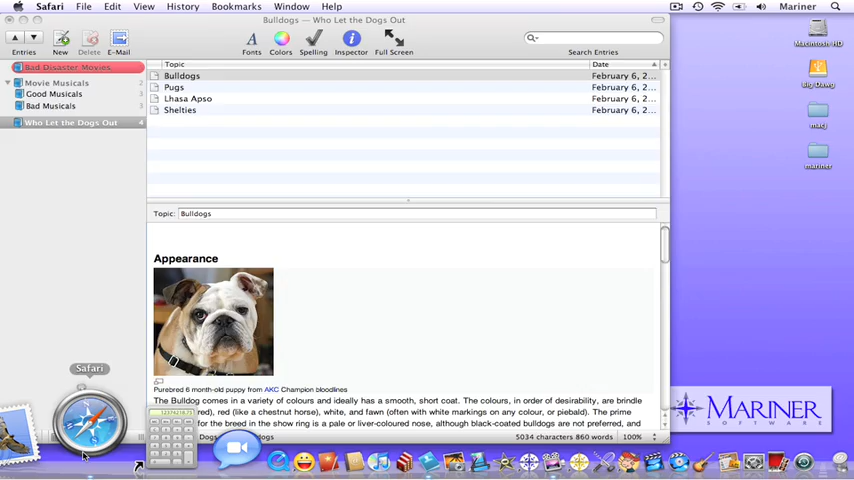 Safari File Edit View History Bookmarks Window Help Mariner
Bulldogs — Who Let the Dogs Out
Entries New Delete E-Mail Fonts Colors Spelling Inspector Full Screen Search Entries
Macintosh HD
Big Dawg
macj
mariner
Bad Disaster Movies
Movie Musicals 2
Good Musicals 3
Bad Musicals 3
Who Let the Dogs Out 4
Topic Date
Bulldogs February 6, 2...
Pugs February 6, 2...
Lhasa Apso February 6, 2...
Shelties February 6, 2...
Topic: Bulldogs
Appearance
Purebred 6 month-old puppy from AKC Champion bloodlines
The Bulldog comes in a variety of colours and ideally has a smooth, short coat. The colours, in order of desirability, are brindle
red), red (like a chestnut horse), white, and fawn (often with white markings on any colour, or piebald). The prime
for the breed in the show ring is a pale or liver-coloured nose, although black-coated bulldogs are not preferred, and
5034 characters 860 words 100%
Safari
MARINER
SOFTWARE